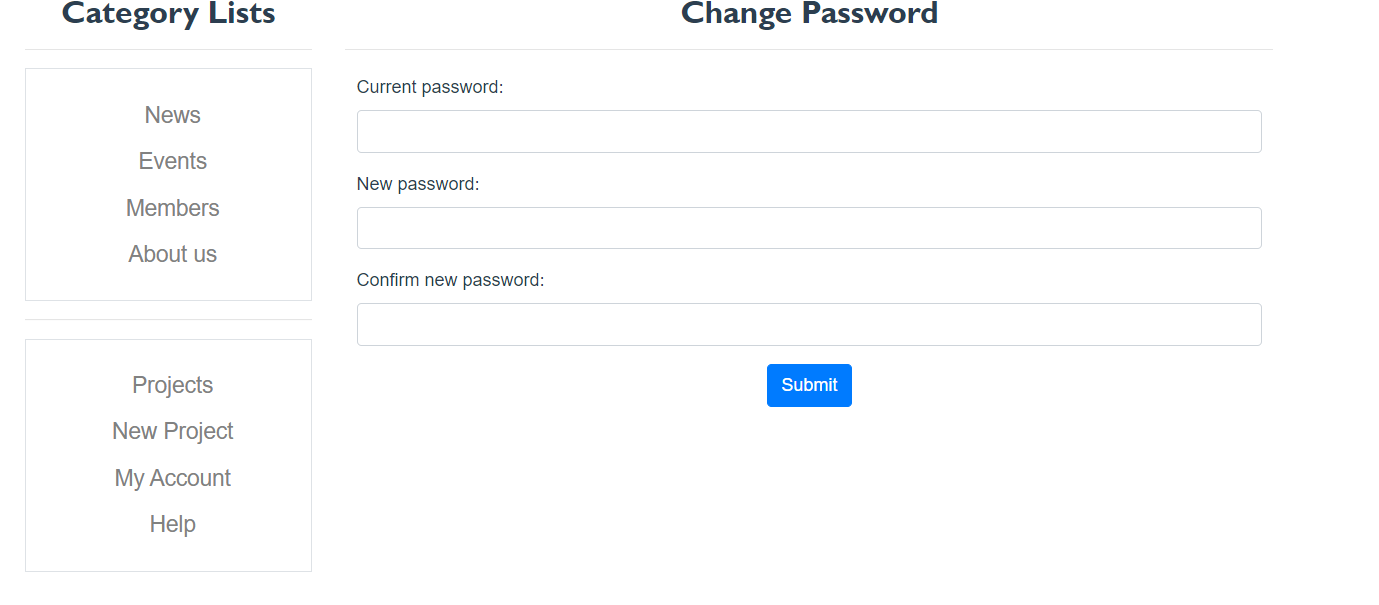 Category Lists
News
Events
Members
About us
Projects
New Project
My Account
Help
Change Password
Current password:
New password:
Confirm new password:
Submit